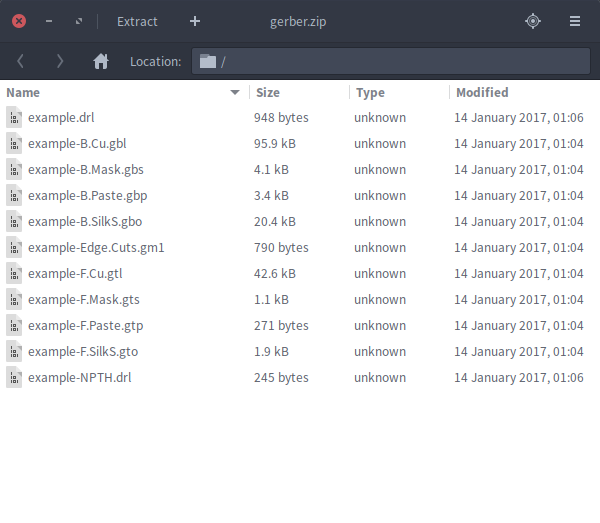 Extract + gerber.zip
Location: /
Name Size Type Modified
example.drl 948 bytes unknown 14 January 2017, 01:06
example-B.Cu.gbl 95.9 kB unknown 14 January 2017, 01:04
example-B.Mask.gbs 4.1 kB unknown 14 January 2017, 01:04
example-B.Paste.gbp 3.4 kB unknown 14 January 2017, 01:04
example-B.SilkS.gbo 20.4 kB unknown 14 January 2017, 01:04
example-Edge.Cuts.gm1 790 bytes unknown 14 January 2017, 01:04
example-F.Cu.gtl 42.6 kB unknown 14 January 2017, 01:04
example-F.Mask.gts 1.1 kB unknown 14 January 2017, 01:04
example-F.Paste.gtp 271 bytes unknown 14 January 2017, 01:04
example-F.SilkS.gto 1.9 kB unknown 14 January 2017, 01:04
example-NPTH.drl 245 bytes unknown 14 January 2017, 01:06